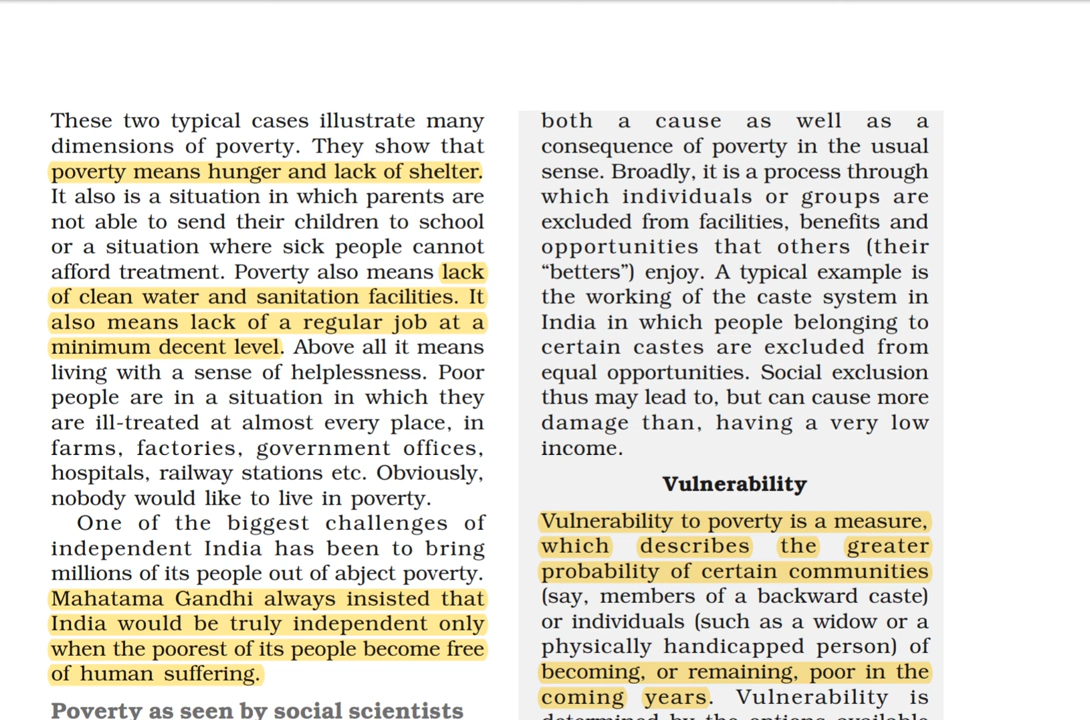 These two typical cases illustrate many
dimensions of poverty. They show that
poverty means hunger and lack of shelter.
It also is a situation in which parents are
not able to send their children to school
or a situation where sick people cannot
afford treatment. Poverty also means lack
of clean water and sanitation facilities. It
also means lack of a regular job at a
minimum decent level. Above all it means
living with a sense of helplessness. Poor
people are in a situation in which they
are ill-treated at almost every place, in
farms, factories, government offices,
hospitals, railway stations etc. Obviously,
nobody would like to live in poverty.
One of the biggest challenges of
independent India has been to bring
millions of its people out of abject poverty.
Mahatama Gandhi always insisted that
India would be truly independent only
when the poorest of its people become free
of human suffering.
Poverty as seen by social scientists
both a cause as well as a
consequence of poverty in the usual
sense. Broadly, it is a process through
which individuals or groups are
excluded from facilities, benefits and
opportunities that others (their
“betters”) enjoy. A typical example is
the working of the caste system in
India in which people belonging to
certain castes are excluded from
equal opportunities. Social exclusion
thus may lead to, but can cause more
damage than, having a very low
income.
Vulnerability
Vulnerability to poverty is a measure,
which describes the greater
probability of certain communities
(say, members of a backward caste)
or individuals (such as a widow or a
physically handicapped person) of
becoming, or remaining, poor in the
coming years. Vulnerability is
determined by the options available